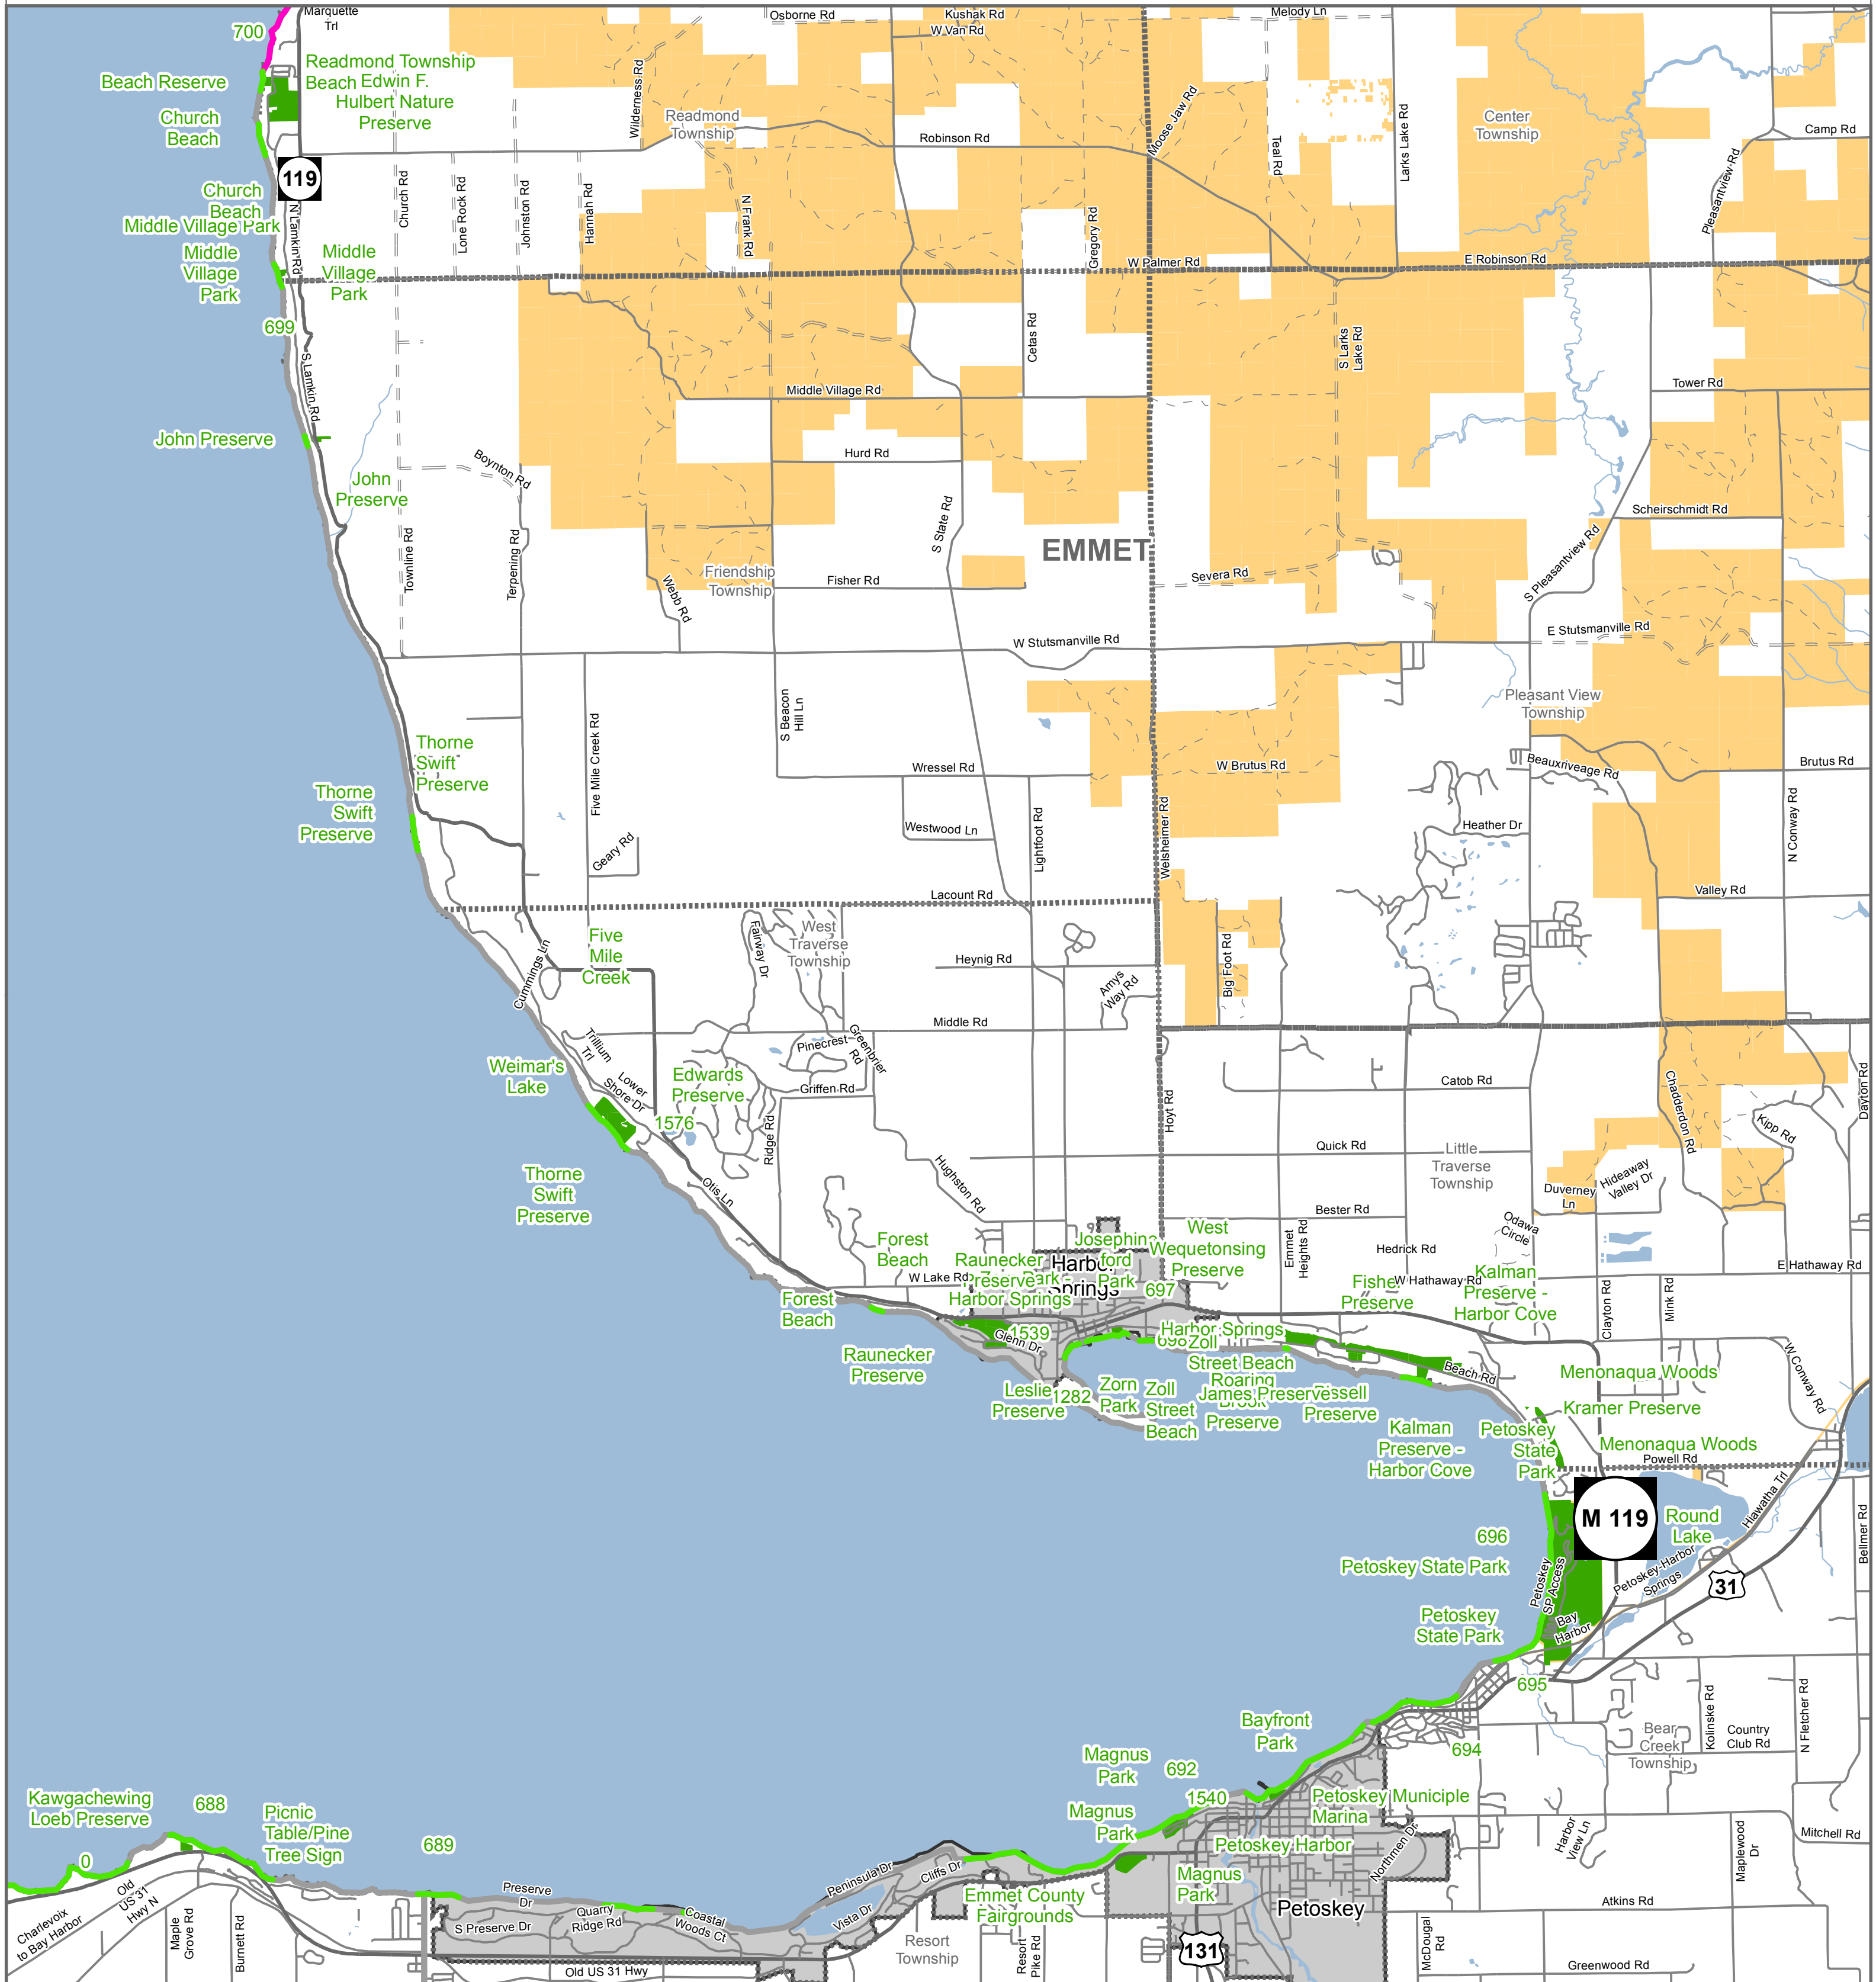 Marquette
Trl
700
Osborne Rd
Kushak Rd
W Van Rd
Melody Ln
Readmond Township
Beach Edwin F.
Hulbert Nature
Preserve
Beach Reserve
Church
Beach
Wilderness Rd
Readmond
Township
Robinson Rd
Moose Jaw Rd
Teal Rd
Larks Lake Rd
Center
Township
Camp Rd
Pleasantview Rd
119
Church
Beach
Middle Village Park
Middle
Village
Park
Middle
Village
Park
N Lamkin Rd
Church Rd
Lone Rock Rd
Johnston Rd
Hannah Rd
N Frank Rd
Gregory Rd
W Palmer Rd
E Robinson Rd
699
S Lamkin Rd
Cetas Rd
S Larks
Lake Rd
Middle Village Rd
Tower Rd
John Preserve
John
Preserve
Boynton Rd
Hurd Rd
S State Rd
Scheirschmidt Rd
EMMET
Townline Rd
Terpening Rd
Webb Rd
Friendship
Township
Fisher Rd
Severa Rd
S Pleasantview Rd
W Stutsmanville Rd
E Stutsmanville Rd
Pleasant View
Township
S Beacon
Hill Ln
Five Mile Creek Rd
Thorne
Swift
Preserve
Thorne
Swift
Preserve
Wressel Rd
W Brutus Rd
Beauxriveage Rd
Brutus Rd
Westwood Ln
Lightfoot Rd
Welsheimer Rd
Heather Dr
N Conway Rd
Geary Rd
Lacount Rd
Valley Rd
Five
Mile
Creek
Cummings Ln
Fairway Dr
West
Traverse
Township
Heynig Rd
Amys
Way Rd
Big Foot Rd
Middle Rd
Trillium
Trl
Pinecrest
Greenbrier
Rd
Weimar's
Lake
Lower
Shore Dr
Edwards
Preserve
Griffen Rd
Catob Rd
Hoyt Rd
Chadderdon Rd
Kipp Rd
Dayton Rd
1576
Ridge Rd
Quick Rd
Little
Traverse
Township
Thorne
Swift
Preserve
Otis Ln
Hughston Rd
Duverney
Ln
Hideaway
Valley Dr
Bester Rd
Odawa
Circle
Forest
Beach
West
Wequetonsing
Preserve
Emmet
Heights Rd
Hedrick Rd
Raunecker
Preserve
Harbor Springs
Josephine
ford
Park
Harbor
Springs
697
W Lake Rd
W Hathaway Rd
E Hathaway Rd
Preserve
Kalman
Preserve -
Harbor Cove
Clayton Rd
Mink Rd
Forest
Beach
1539
Glenn Dr
Harbor Springs
698
Zoll
Street Beach
Raunecker
Preserve
Leslie
Preserve
1282
Zorn
Park
Zoll
Street
Beach
Roaring
James Preserve
Brook
Preserve
Preserve
Beach Rd
Menonaqua Woods
W Conway Rd
Kramer Preserve
Kalman
Preserve -
Harbor Cove
Petoskey
State
Park
Menonaqua Woods
Powell Rd
M 119
Round
Lake
Hiawatha Trl
696
Petoskey State Park
Petoskey
SP Access
Petoskey-Harbor
Springs
31
Bellmer Rd
Petoskey
State Park
Bay
Harbor
695
Bayfront
Park
694
Bear
Creek
Township
Kolinske Rd
Country
Club Rd
N Fletcher Rd
Magnus
Park
692
1540
Magnus
Park
Petoskey Municiple
Marina
Petoskey Harbor
Northmen Dr
Harbor
View Ln
Maplewood
Dr
Mitchell Rd
Kawgachewing
Loeb Preserve
688
Picnic
Table/Pine
Tree Sign
689
0
Old
US 31
Hwy N
Charlevoix
to Bay Harbor
Maple
Grove Rd
Burnett Rd
Preserve
Dr
S Preserve Dr
Quarry
Ridge Rd
Coastal
Woods Ct
Peninsula Dr
Vista Dr
Cliffs Dr
Emmet County
Fairgrounds
Magnus
Park
Petoskey
Atkins Rd
131
Resort
Township
Resort
Pike Rd
McDougal
Rd
Old US 31 Hwy
Greenwood Rd